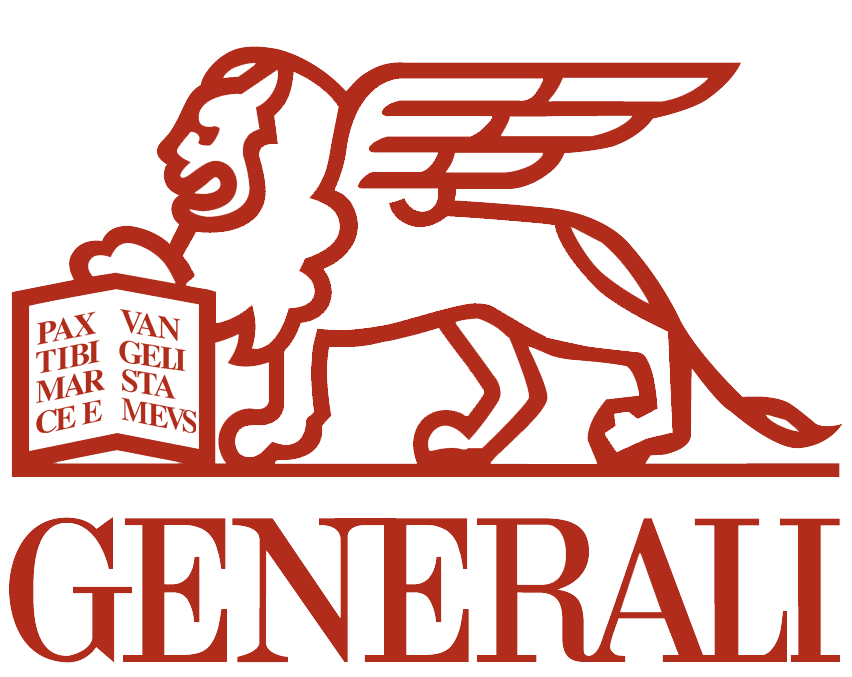 PAX
TIBI
MAR
CE E
VAN
GELI
STA
MEVS
GENERALI